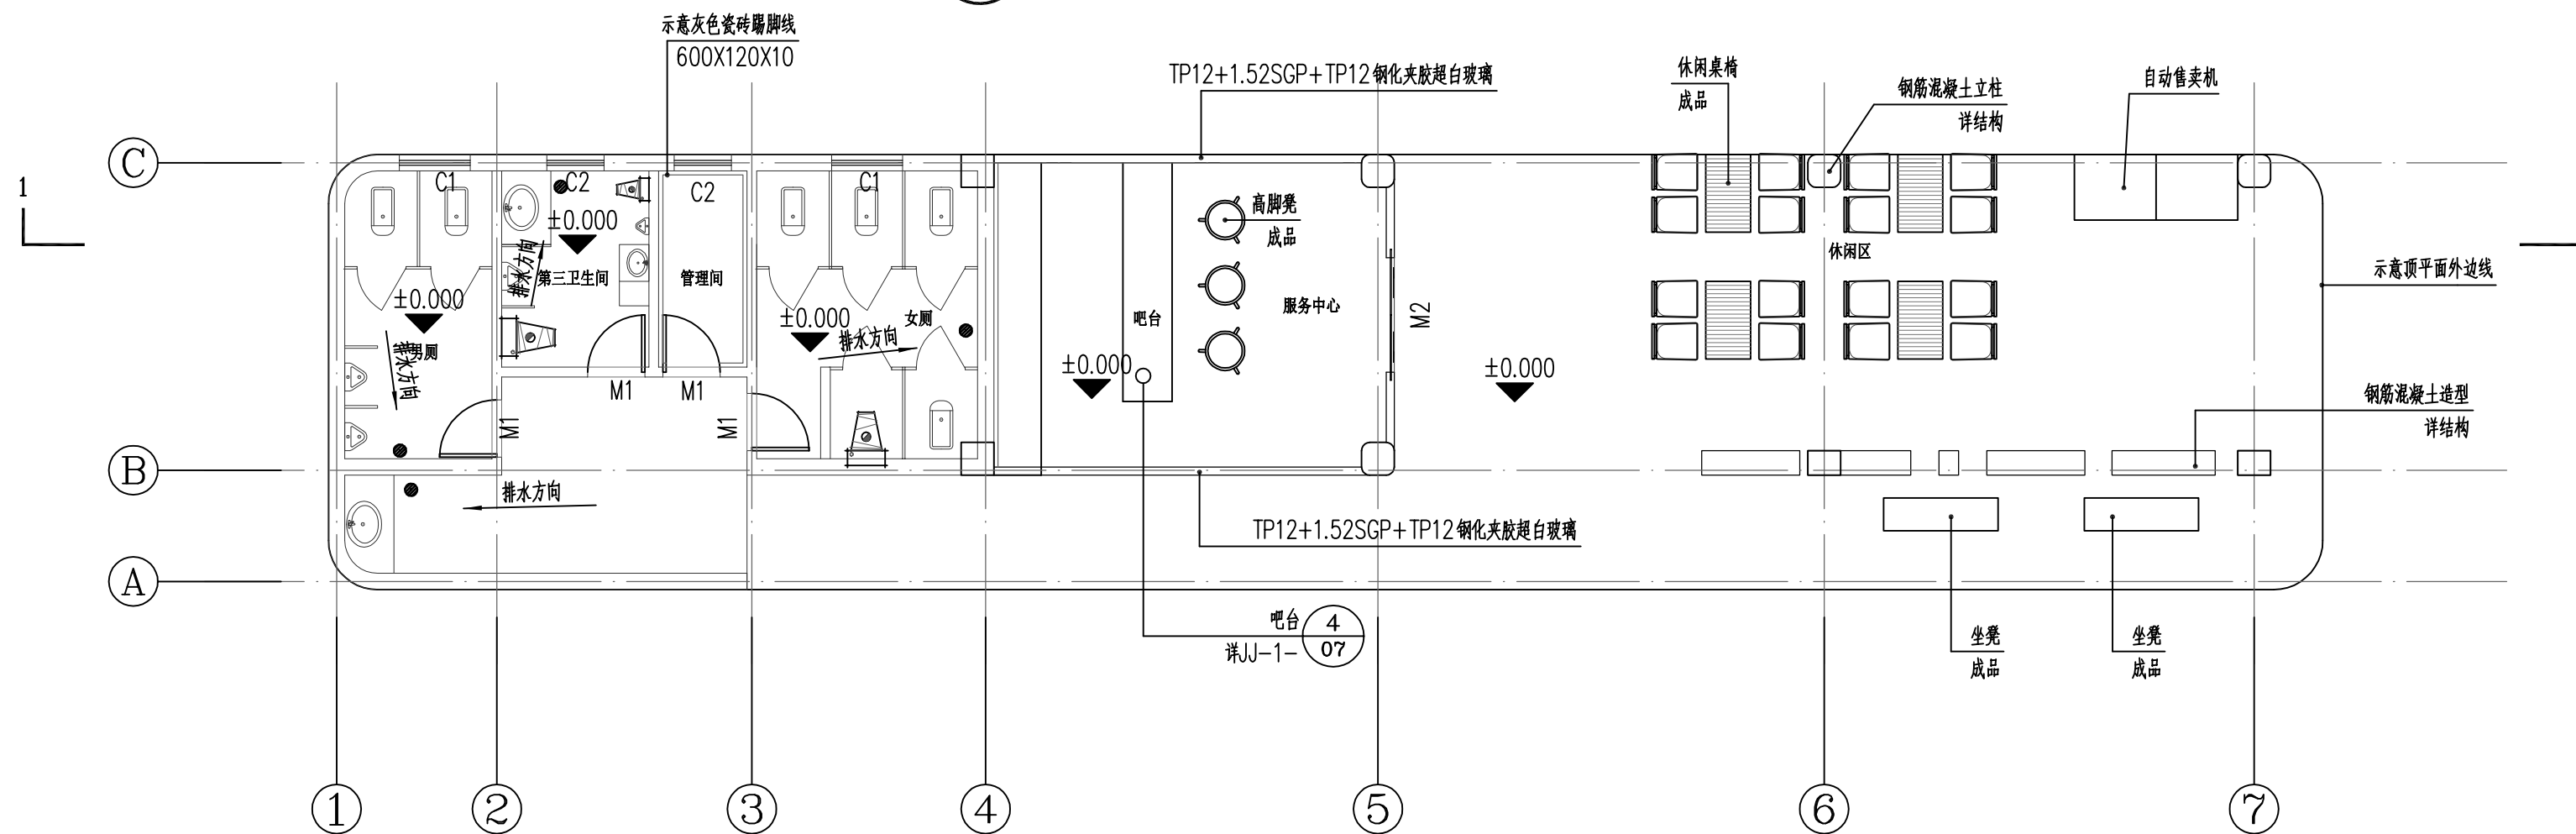 示意灰色瓷砖踢脚线
600X120X10
TP12+1.52SGP+TP12钢化夹胶超白玻璃
休闲桌椅
成品
钢筋混凝土立柱
详结构
自动售卖机
C
1
C1
C2
C2
C1
±0.000
高脚凳
成品
排水方向
第三卫生间
管理间
休闲区
示意顶平面外边线
±0.000
±0.000
女厕
排水方向
吧台
服务中心
M2
男厕
排水方向
±0.000
±0.000
M1
M1
M1
M1
钢筋混凝土造型
详结构
B
排水方向
TP12+1.52SGP+TP12钢化夹胶超白玻璃
A
吧台
详JJ-1-
4
07
坐凳
成品
坐凳
成品
1
2
3
4
5
6
7